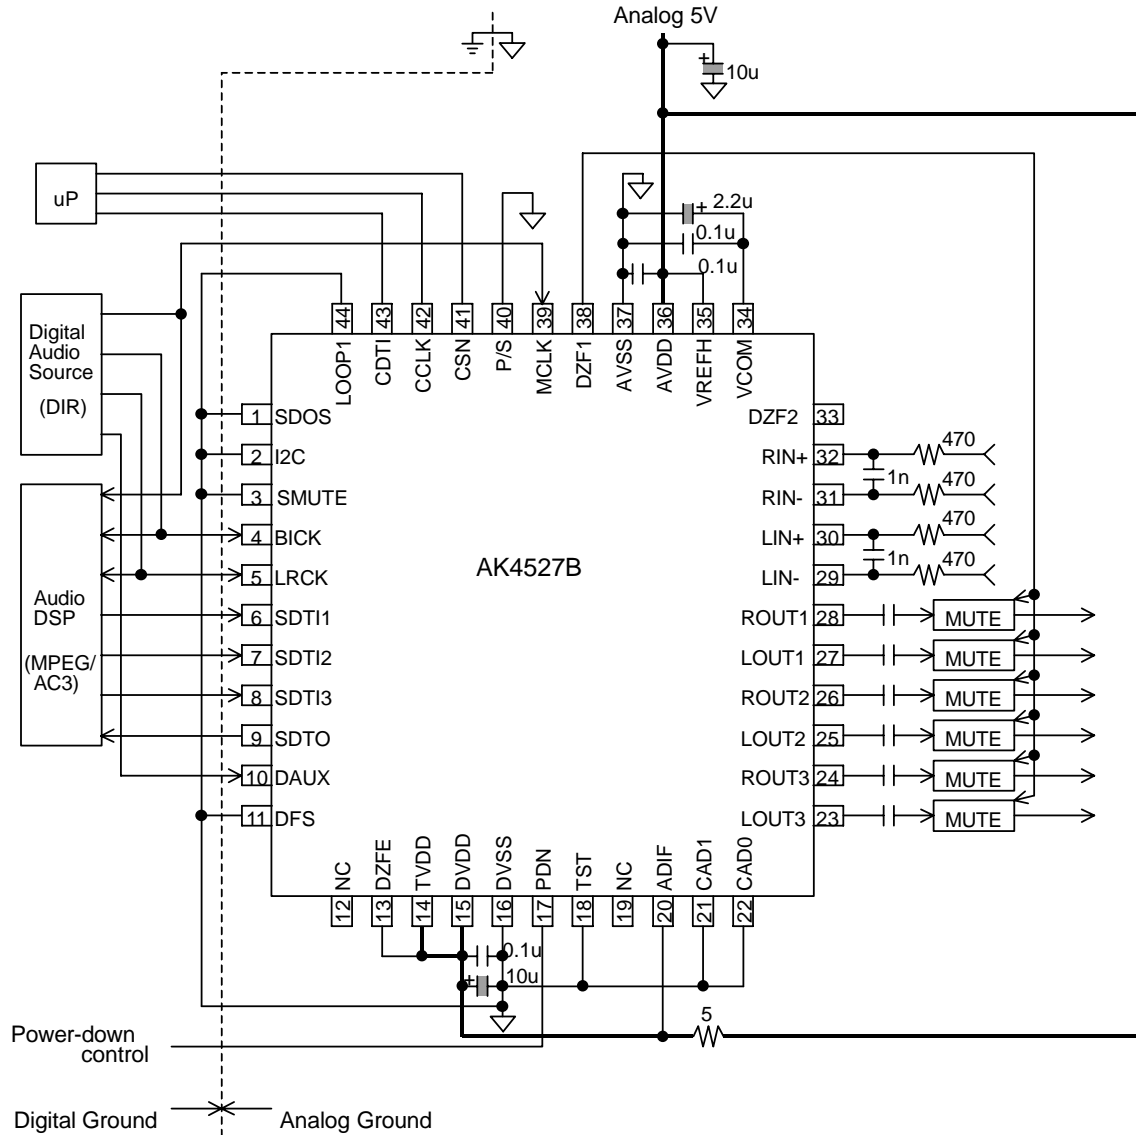 Analog 5V
+
10u
uP
+ 2.2u
0.1u
0.1u
44 43 42 41 40 39 38 37 36 35 34
LOOP1 CDTI CCLK CSN P/S MCLK DZF1 AVSS AVDD VREFH VCOM
Digital
Audio
Source
(DIR)
Audio
DSP
(MPEG/
AC3)
1 SDOS
2 I2C
3 SMUTE
4 BICK
5 LRCK
6 SDTI1
7 SDTI2
8 SDTI3
9 SDTO
10 DAUX
11 DFS
AK4527B
DZF2 33
RIN+ 32 470
1n
RIN- 31 470
LIN+ 30 470
1n
LIN- 29 470
ROUT1 28 MUTE
LOUT1 27 MUTE
ROUT2 26 MUTE
LOUT2 25 MUTE
ROUT3 24 MUTE
LOUT3 23 MUTE
NC DZFE TVDD DVDD DVSS PDN TST NC ADIF CAD1 CAD0
12 13 14 15 16 17 18 19 20 21 22
0.1u
+ 10u
5
Power-down
control
Digital Ground
Analog Ground